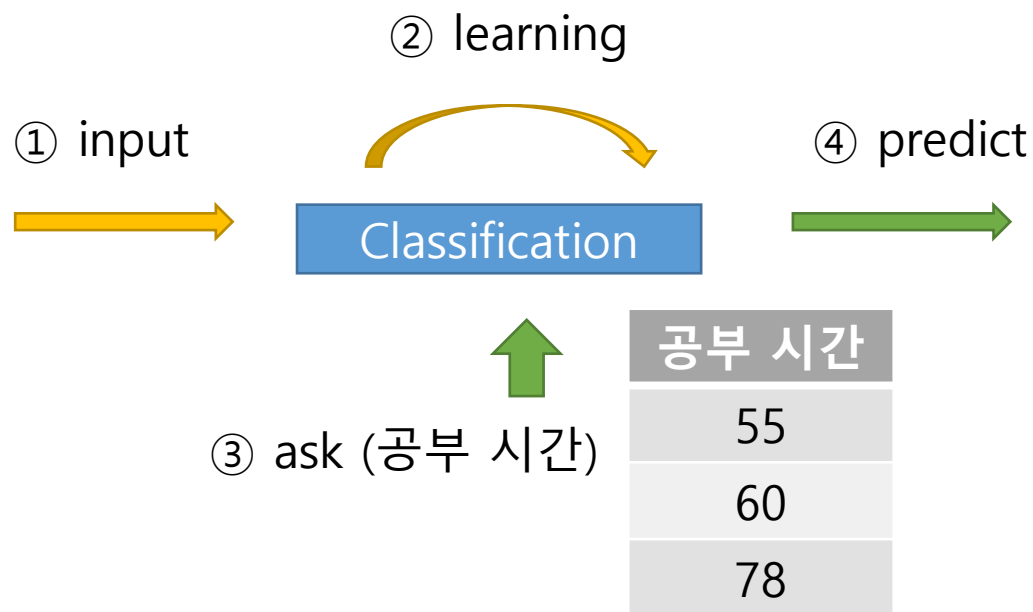 ② learning
① input
④ predict
Classification
③ ask (공부 시간)
공부 시간
55
60
78